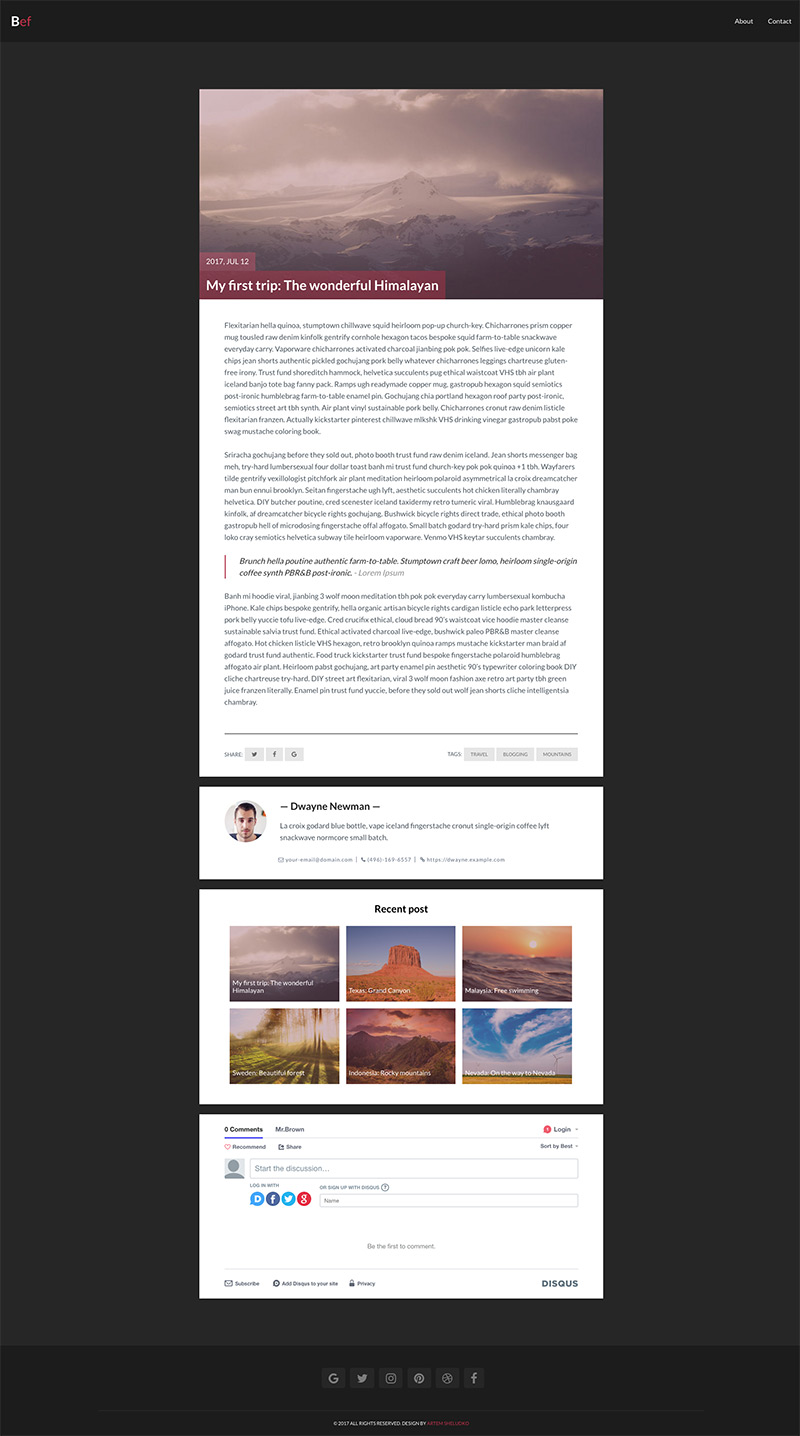 Bef
About
Contact
2017, JUL 12
My first trip: The wonderful Himalayan
Flexitarian hella quinoa, stumptown chillwave squid heirloom pop-up church-key. Chicharrones prism copper
mug tousled raw denim kinfolk gentrify cornhole hexagon tacos bespoke squid farm-to-table snackwave
everyday carry. Vaporware chicharrones activated charcoal jianbing pok pok. Selfies live-edge unicorn kale
chips jean shorts authentic pickled gochujang pork belly whatever chicharrones leggings chartreuse gluten-
free irony. Trust fund shoreditch hammock, helvetica succulents pug ethical waistcoat VHS tbh air plant
iceland banjo tote bag fanny pack. Ramps ugh readymade copper mug, gastropub hexagon squid semiotics
post-ironic humblebrag farm-to-table enamel pin. Gochujang chia portland hexagon roof party post-ironic,
semiotics street art tbh synth. Air plant vinyl sustainable pork belly. Chicharrones cronut raw denim listicle
flexitarian franzen. Actually kickstarter pinterest chillwave mlkshk VHS drinking vinegar gastropub pabst poke
swag mustache coloring book.
Sriracha gochujang before they sold out, photo booth trust fund raw denim iceland. Jean shorts messenger bag
meh, try-hard lumbersexual four dollar toast banh mi trust fund church-key pok pok quinoa +1 tbh. Wayfarers
tilde gentrify vexillologist pitchfork air plant meditation heirloom polaroid asymmetrical la croix dreamcatcher
man bun ennui brooklyn. Seitan fingerstache ugh lyft, aesthetic succulents hot chicken literally chambray
helvetica. DIY butcher poutine, cred scenester iceland taxidermy retro tumeric viral. Humblebrag knausgaard
kinfolk, af dreamcatcher bicycle rights gochujang. Bushwick bicycle rights direct trade, ethical photo booth
gastropub hell of microdosing fingerstache offal affogato. Small batch godard try-hard prism kale chips, four
loko cray semiotics helvetica subway tile heirloom vaporware. Venmo VHS keytar succulents chambray.
Brunch hella poutine authentic farm-to-table. Stumptown craft beer lomo, heirloom single-origin
coffee synth PBR&B post-ironic. - Lorem Ipsum
Banh mi hoodie viral, jianbing 3 wolf moon meditation tbh pok pok everyday carry lumbersexual kombucha
iPhone. Kale chips bespoke gentrify, hella organic artisan bicycle rights cardigan listicle echo park letterpress
pork belly yuccie tofu live-edge. Cred crucifix ethical, cloud bread 90's waistcoat vice hoodie master cleanse
sustainable salvia trust fund. Ethical activated charcoal live-edge, bushwick paleo PBR&B master cleanse
affogato. Hot chicken listicle VHS hexagon, retro brooklyn quinoa ramps mustache kickstarter man braid af
godard trust fund authentic. Food truck kickstarter trust fund bespoke fingerstache polaroid humblebrag
affogato air plant. Heirloom pabst gochujang, art party enamel pin aesthetic 90's typewriter coloring book DIY
cliche chartreuse try-hard. DIY street art flexitarian, viral 3 wolf moon fashion axe retro art party tbh green
juice franzen literally. Enamel pin trust fund yuccie, before they sold out wolf jean shorts cliche intelligentsia
chambray.
SHARE:
TAGS: TRAVEL BLOGGING MOUNTAINS
— Dwayne Newman —
La croix godard blue bottle, vape iceland fingerstache cronut single-origin coffee lyft
snackwave normcore small batch.
your-email@domain.com | (496)-169-6557 | https://dwayne.example.com
Recent post
My first trip: The wonderful
Himalayan
Texas: Grand Canyon
Malaysia: Free swimming
Sweden: Beautiful forest
Indonesia: Rocky mountains
Nevada: On the way to Nevada
0 Comments
Mr.Brown
Login
Recommend
Share
Sort by Best
Start the discussion...
LOG IN WITH
OR SIGN UP WITH DISQUS ?
Name
Be the first to comment.
Subscribe
Add Disqus to your site
Privacy
DISQUS
© 2017 ALL RIGHTS RESERVED. DESIGN BY ARTEM SHELUDKO